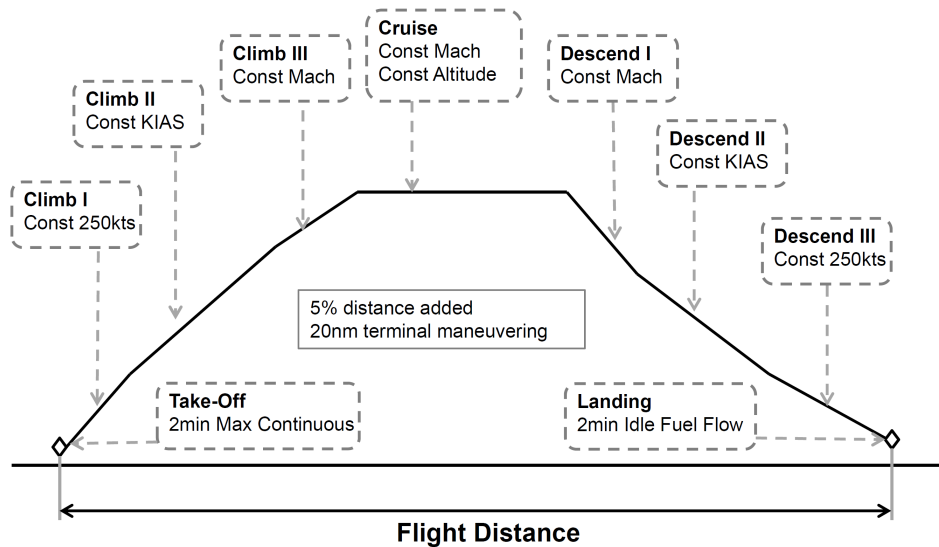 Climb I
Const 250kts
Climb II
Const KIAS
Climb III
Const Mach
Cruise
Const Mach
Const Altitude
Descend I
Const Mach
Descend II
Const KIAS
Descend III
Const 250kts
5% distance added
20nm terminal maneuvering
Take-Off
2min Max Continuous
Landing
2min Idle Fuel Flow
Flight Distance